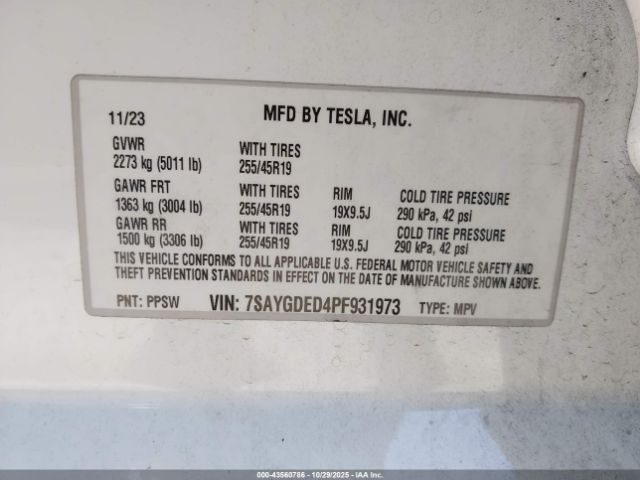 11/23 MFD BY TESLA, INC.
GVWR WITH TIRES
2273 kg (5011 lb) 255/45R19
GAWR FRT WITH TIRES RIM COLD TIRE PRESSURE
1363 kg (3004 lb) 255/45R19 19X9.5J 290 kPa, 42 psi
GAWR RR WITH TIRES RIM COLD TIRE PRESSURE
1500 kg (3306 lb) 255/45R19 19X9.5J 290 kPa, 42 psi
THIS VEHICLE CONFORMS TO ALL APPLICABLE U.S. FEDERAL MOTOR VEHICLE SAFETY AND
THEFT PREVENTION STANDARDS IN EFFECT ON THE DATE OF MANUFACTURE SHOWN ABOVE.
PNT: PPSW VIN: 7SAYGDED4PF931973 TYPE: MPV
© 000-43560786 - 10/29/2025 - IAA Inc.